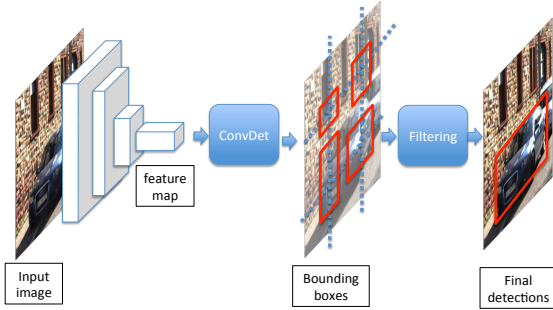 ConvDet
Filtering
feature
map
Input
image
Bounding
boxes
Final
detections